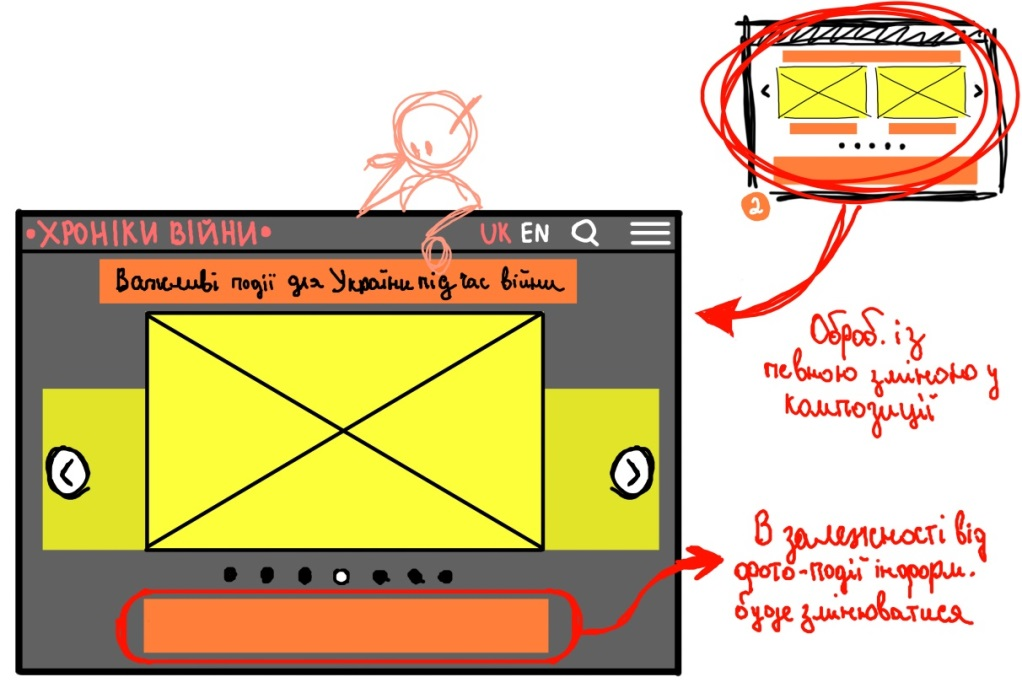 2
•ХРОНІКИ ВІЙНИ•
UK EN
Важливі події для України під час війни
Оброб. із
певною зміною у
композиції
В залежності від
фото-події інформ.
буде змінюватися